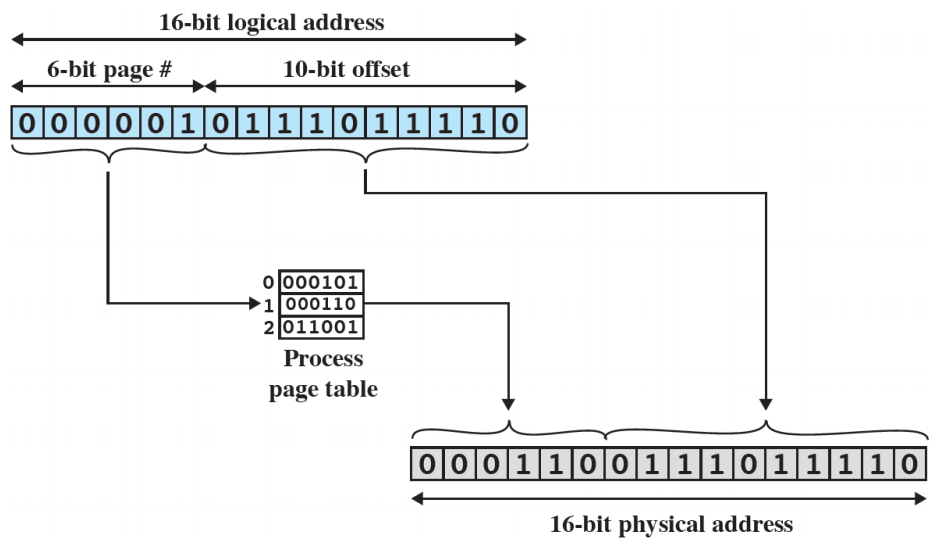 16-bit logical address
6-bit page # 10-bit offset
0 0 0 0 0 1 0 1 1 1 0 1 1 1 1 0
0 000101
1 000110
2 011001
Process
page table
0 0 0 1 1 0 0 1 1 1 0 1 1 1 1 0
16-bit physical address